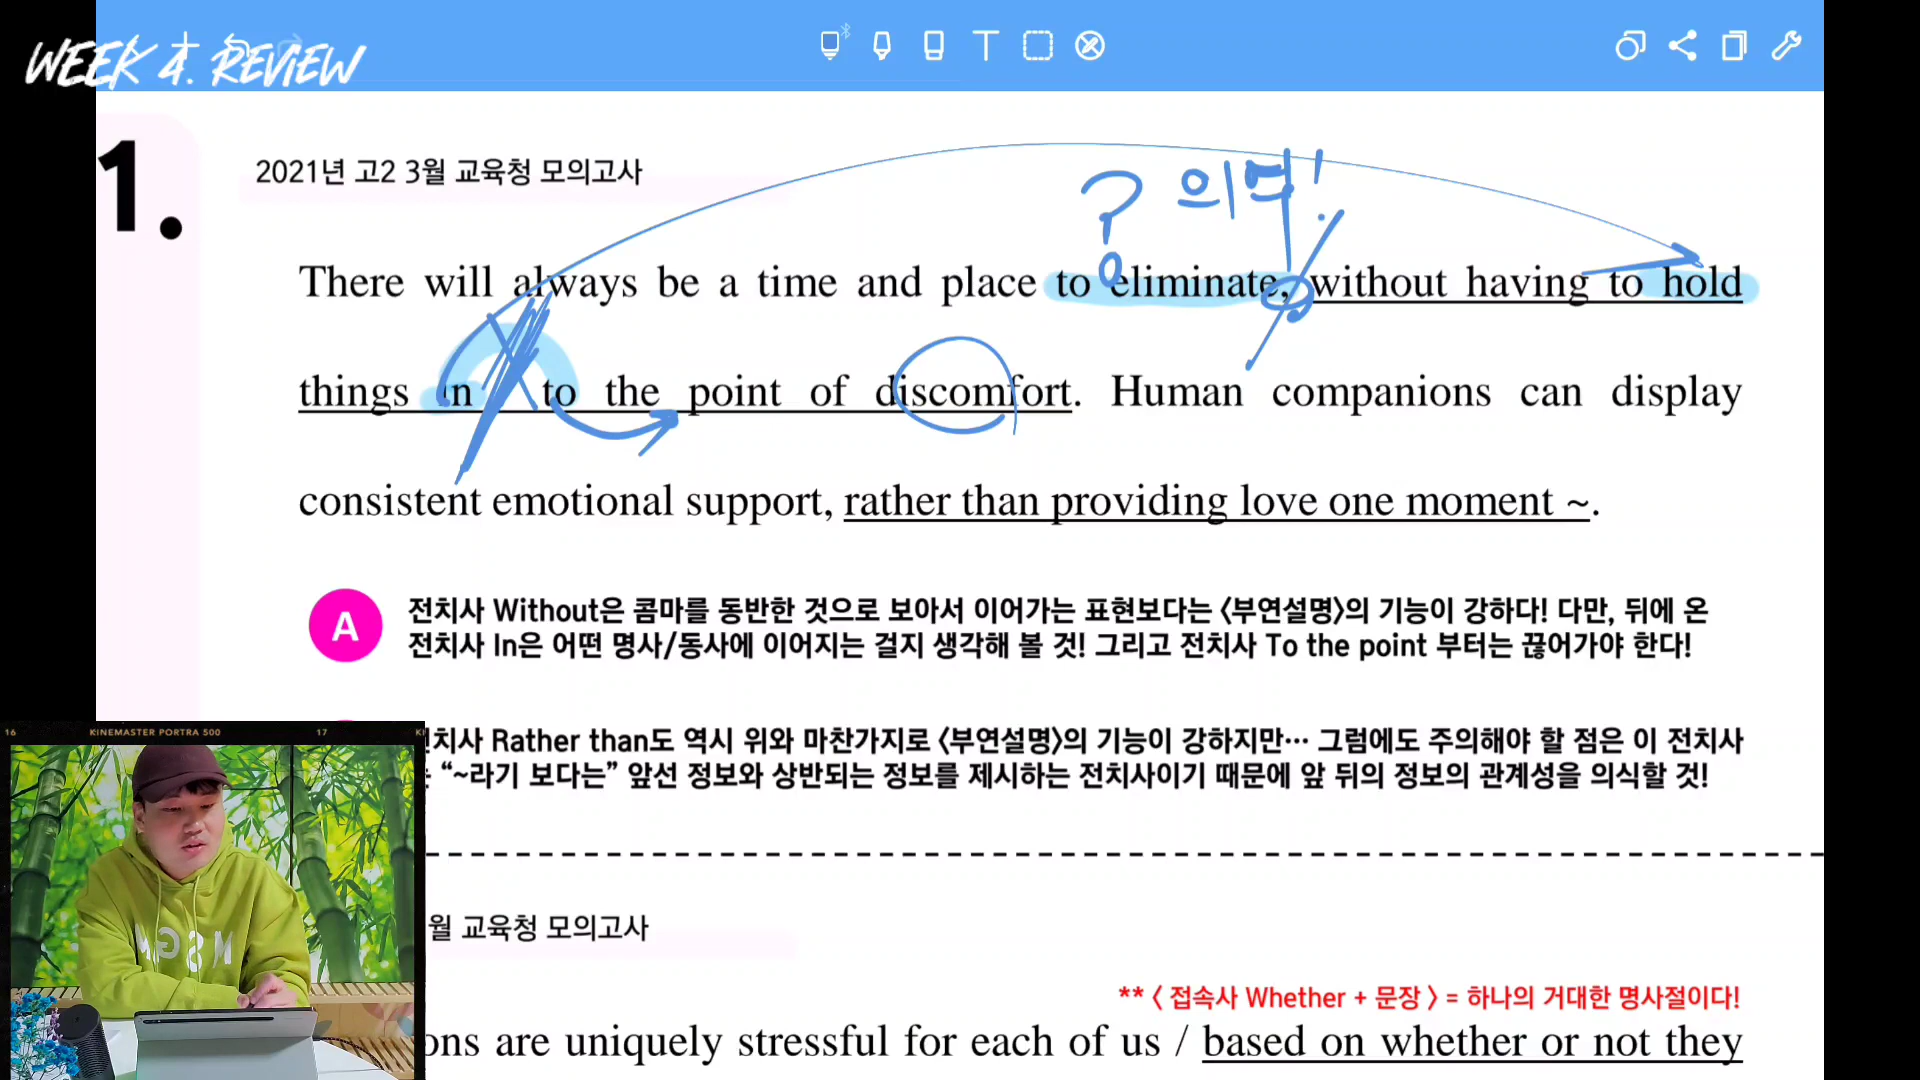 WEEK 4. REVIEW
1.
2021년 고2 3월 교육청 모의고사
? 의면!
There will always be a time and place to eliminate, without having to hold
things in to the point of discomfort. Human companions can display
consistent emotional support, rather than providing love one moment ~.
A
전치사 Without은 콤마를 동반한 것으로 보아서 이어가는 표현보다는 〈부연설명〉의 기능이 강하다! 다만, 뒤에 온
전치사 In은 어떤 명사/동사에 이어지는 걸지 생각해 볼 것! 그리고 전치사 To the point 부터는 끊어가야 한다!
치사 Rather than도 역시 위와 마찬가지로 〈부연설명〉의 기능이 강하지만… 그럼에도 주의해야 할 점은 이 전치사
“~라기 보다는” 앞선 정보와 상반되는 정보를 제시하는 전치사이기 때문에 앞 뒤의 정보의 관계성을 의식할 것!
16 KINEMASTER PORTRA 500 17
월 교육청 모의고사
** 〈 접속사 Whether + 문장 〉 = 하나의 거대한 명사절이다!
ons are uniquely stressful for each of us / based on whether or not they